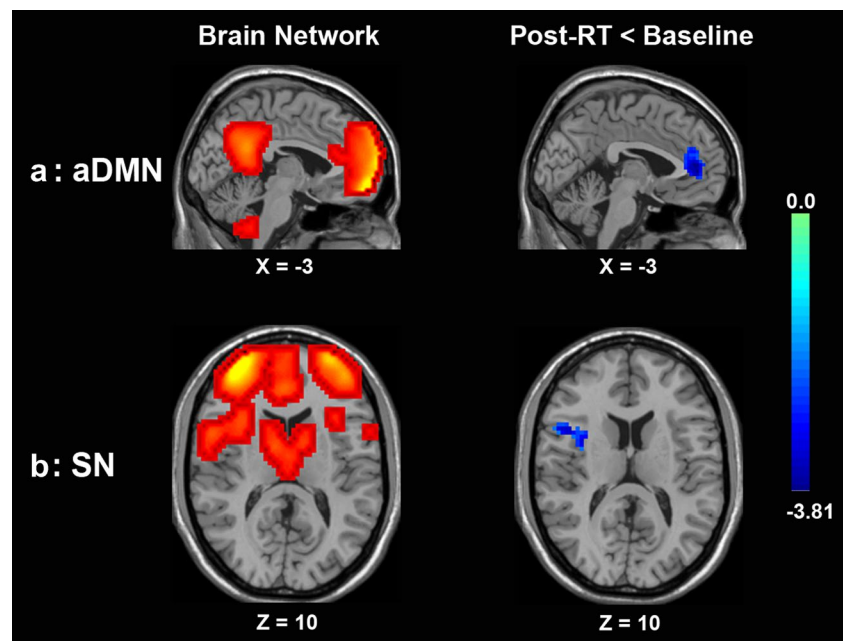 Brain Network
Post-RT < Baseline
a: aDMN
X = -3
X = -3
0.0
b: SN
-3.81
Z = 10
Z = 10